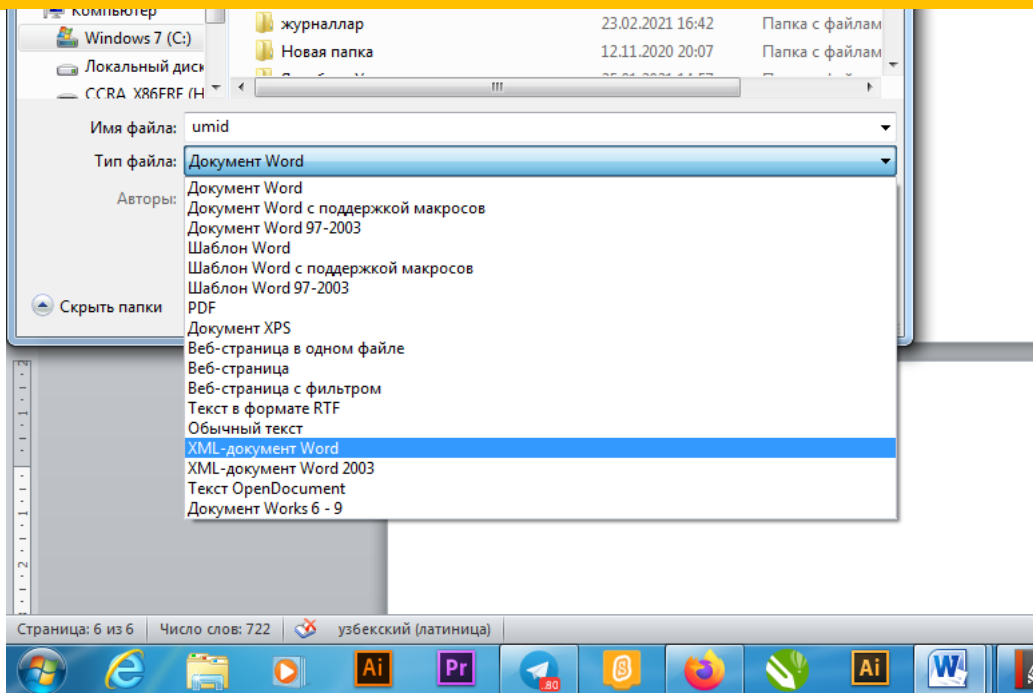 Компьютер
Windows 7 (C:)
Локальный диск
CCRA_X86FRE (H
журналлар 23.02.2021 16:42 Папка с файлам
Новая папка 12.11.2020 20:07 Папка с файлам
Имя файла: umid
Тип файла: Документ Word
Авторы:
Документ Word
Документ Word с поддержкой макросов
Документ Word 97-2003
Шаблон Word
Шаблон Word с поддержкой макросов
Шаблон Word 97-2003
PDF
Документ XPS
Веб-страница в одном файле
Веб-страница
Веб-страница с фильтром
Текст в формате RTF
Обычный текст
XML-документ Word
XML-документ Word 2003
Текст OpenDocument
Документ Works 6 - 9
Скрыть папки
Страница: 6 из 6 Число слов: 722 узбекский (латиница)
Ai Pr 80 Ai W